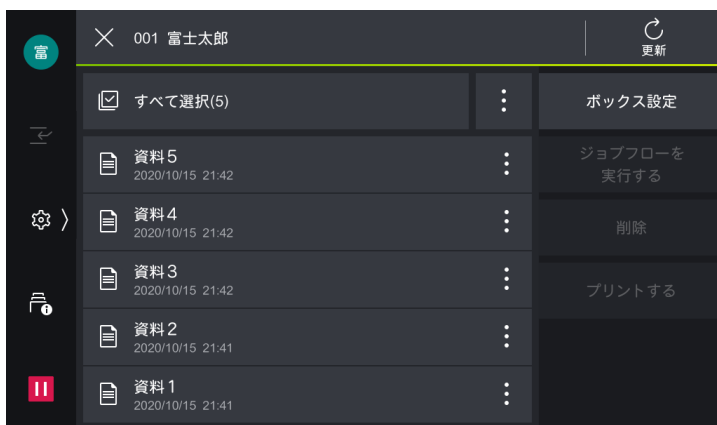 富
001 富士太郎
更新
すべて選択(5)
ボックス設定
資料5
2020/10/15 21:42
ジョブフローを
実行する
資料4
2020/10/15 21:42
削除
資料3
2020/10/15 21:42
プリントする
資料2
2020/10/15 21:41
資料1
2020/10/15 21:41